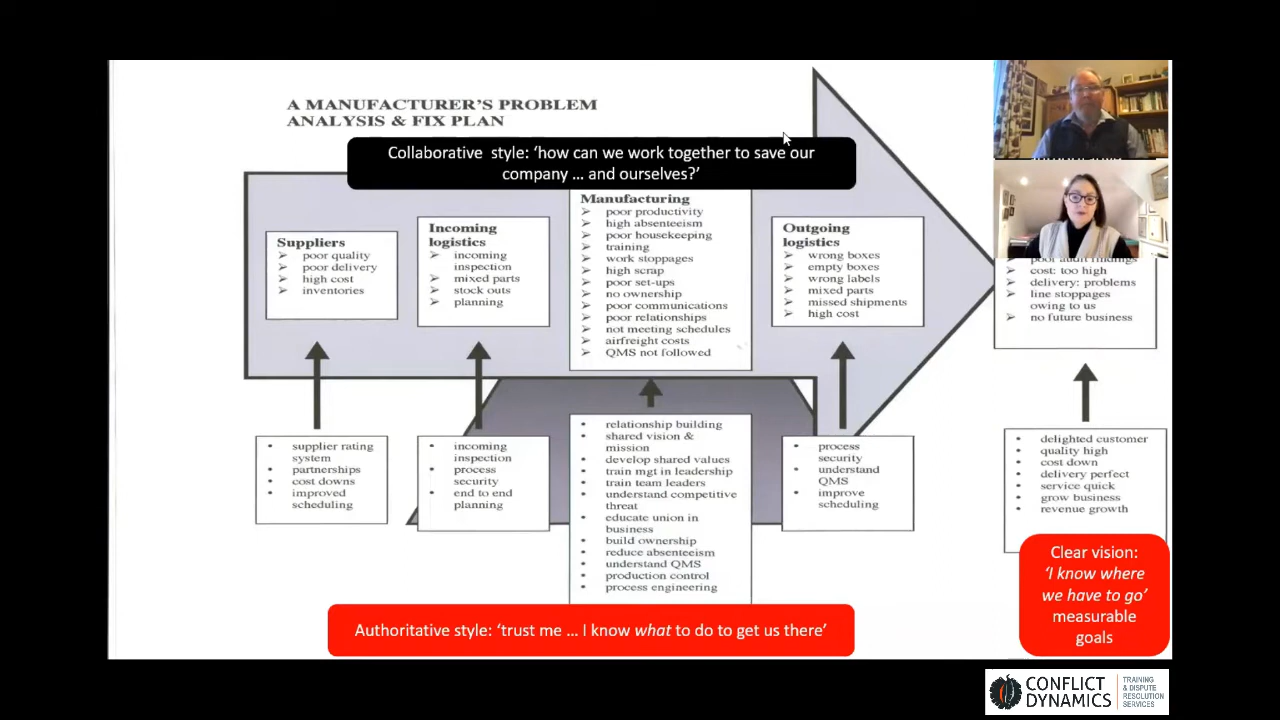 A MANUFACTURER'S PROBLEM
ANALYSIS & FIX PLAN
Collaborative style: 'how can we work together to save our
company ... and ourselves?'
Suppliers
poor quality
poor delivery
high cost
inventories
Incoming
logistics
incoming
inspection
mixed parts
stock outs
planning
Manufacturing
poor productivity
high absenteeism
poor housekeeping
training
work stoppages
high scrap
poor set-ups
no ownership
poor communications
poor relationships
not meeting schedules
airfreight costs
QMS not followed
Outgoing
logistics
wrong boxes
empty boxes
wrong labels
mixed parts
missed shipments
high cost
poor audit findings
cost: too high
delivery: problems
line stoppages
owing to us
no future business
supplier rating
system
partnerships
cost downs
improved
scheduling
incoming
inspection
process
security
end to end
planning
relationship building
shared vision &
mission
develop shared values
train mgt in leadership
train team leaders
understand competitive
threat
educate union in
business
build ownership
reduce absenteeism
understand QMS
production control
process engineering
process
security
understand
QMS
improve
scheduling
delighted customer
quality high
cost down
delivery perfect
service quick
grow business
revenue growth
Clear vision:
'I know where
we have to go'
measurable
goals
Authoritative style: 'trust me ... I know what to do to get us there'
CONFLICT
DYNAMICS
TRAINING
& DISPUTE
RESOLUTION
SERVICES